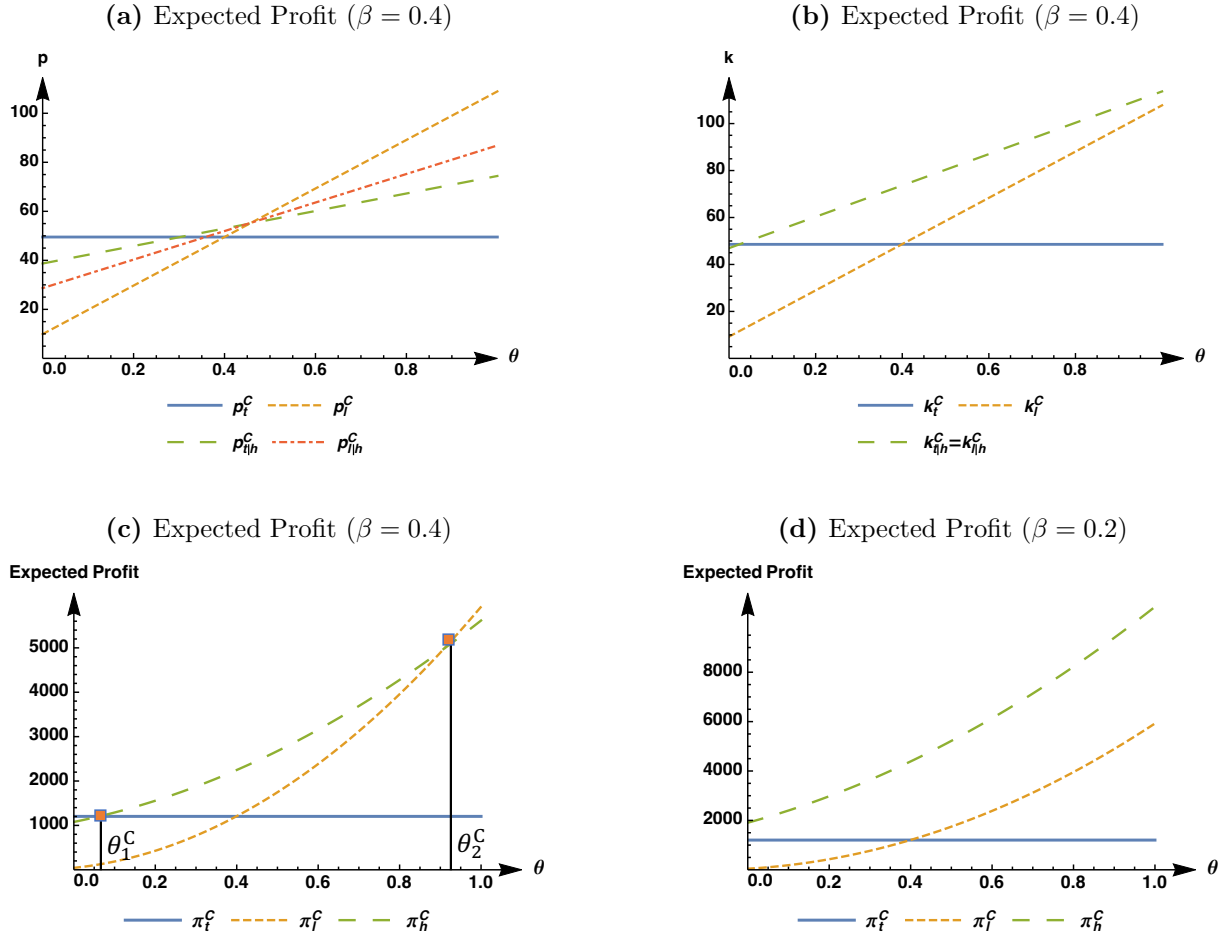 (a) Expected Profit (β = 0.4)
p
100
80
60
40
20
0.0 0.2 0.4 0.6 0.8 θ
p_t^C p_l^C
p_{t|h}^C p_{l|h}^C
(b) Expected Profit (β = 0.4)
k
100
80
60
40
20
0.0 0.2 0.4 0.6 0.8 1.0 θ
k_t^C k_l^C
k_{t|h}^C=k_{l|h}^C
(c) Expected Profit (β = 0.4)
Expected Profit
5000
4000
3000
2000
1000
θ_1^C θ_2^C
0.0 0.2 0.4 0.6 0.8 1.0 θ
π_t^C π_l^C π_h^C
(d) Expected Profit (β = 0.2)
Expected Profit
8000
6000
4000
2000
0.0 0.2 0.4 0.6 0.8 1.0 θ
π_t^C π_l^C π_h^C